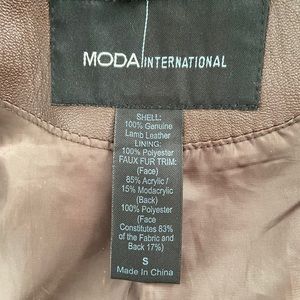 MODA INTERNATIONAL
SHELL:
100% Genuine
Lamb Leather
LINING:
100% Polyester
FAUX FUR TRIM:
(Face)
85% Acrylic /
15% Modacrylic
(Back)
100% Polyester
(Face
Constitutes 83%
of the Fabric and
Back 17%)
S
Made In China